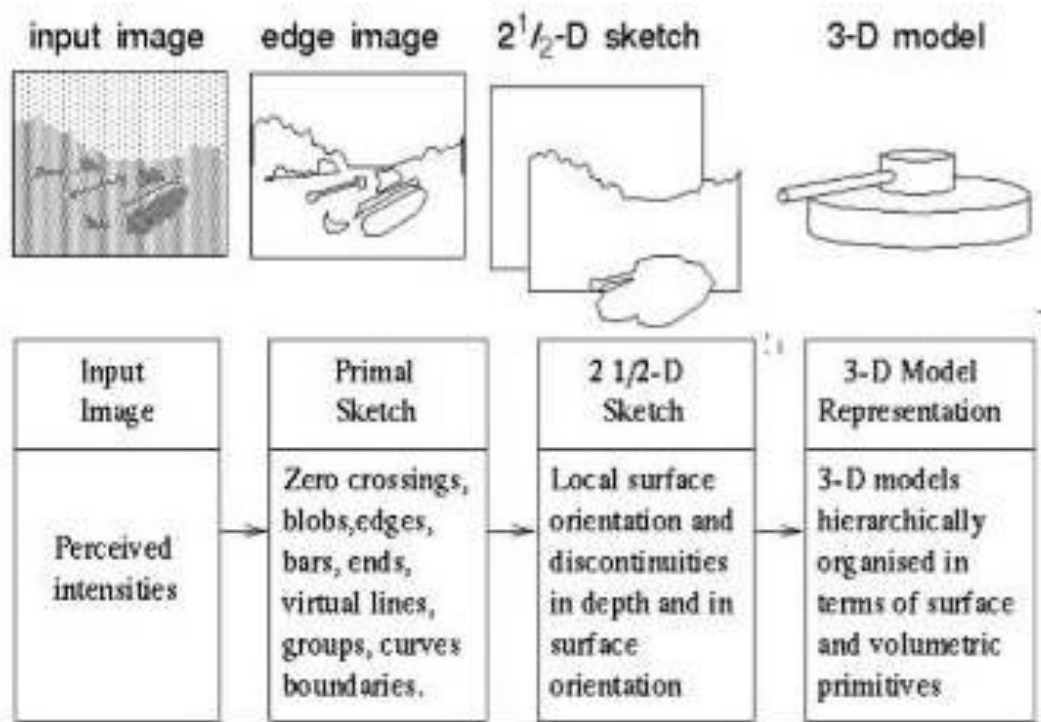 input image
edge image
2 1/2-D sketch
3-D model
Input
Image
Perceived
intensities
Primal
Sketch
Zero crossings,
blobs,edges,
bars, ends,
virtual lines,
groups, curves
boundaries.
2 1/2-D
Sketch
Local surface
orientation and
discontinuities
in depth and in
surface
orientation
3-D Model
Representation
3-D models
hierarchically
organised in
terms of surface
and volumetric
primitives